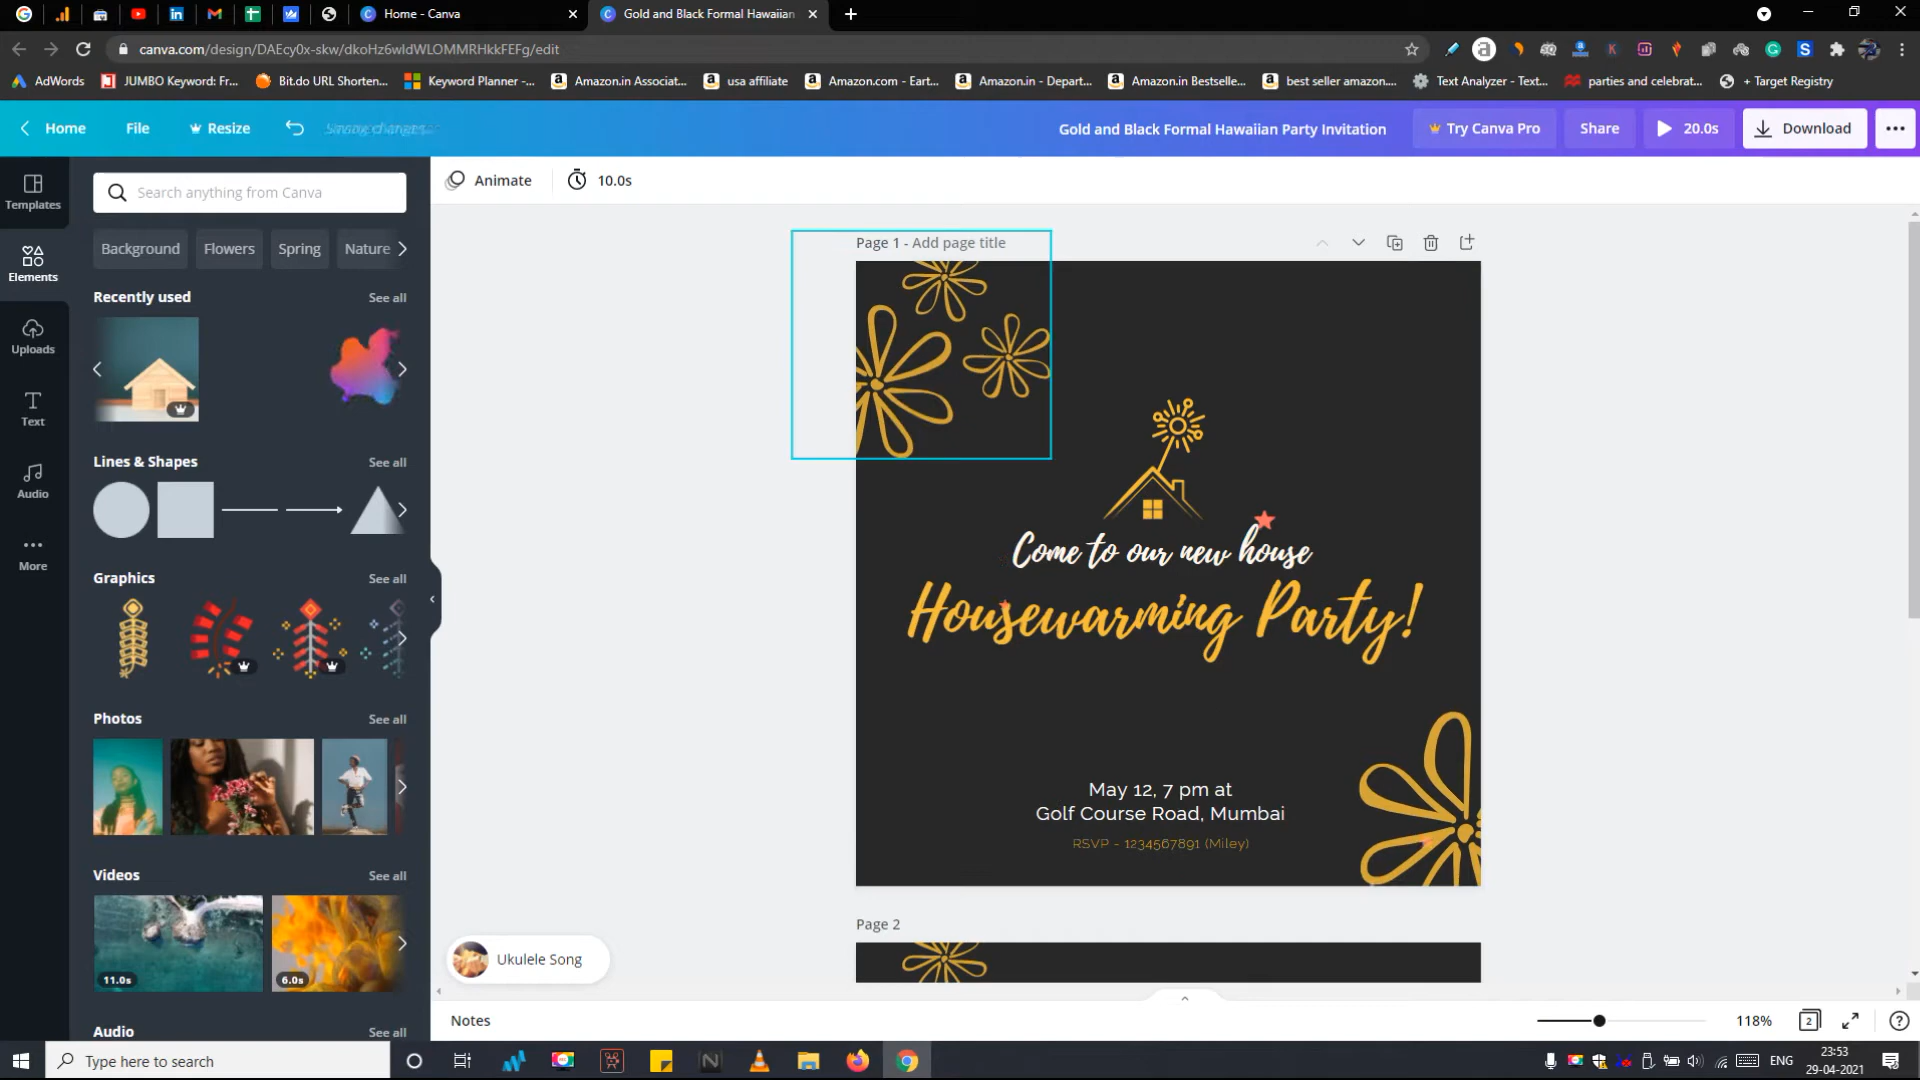 Home - Canva
Gold and Black Formal Hawaiian
canva.com/design/DAEcy0x-skw/dkoHz6wIdWLOMMRHkkFEFg/edit
AdWords
JUMBO Keyword: Fr...
Bit.do URL Shorten...
Keyword Planner -...
Amazon.in Associat...
usa affiliate
Amazon.com - Eart...
Amazon.in - Depart...
Amazon.in Bestselle...
best seller amazon....
Text Analyzer - Text...
parties and celebrat...
+ Target Registry
Home
File
Resize
Gold and Black Formal Hawaiian Party Invitation
Try Canva Pro
Share
20.0s
Download
Templates
Elements
Uploads
Text
Audio
More
Search anything from Canva
Background
Flowers
Spring
Nature
Recently used
See all
Lines & Shapes
See all
Graphics
See all
Photos
See all
Videos
See all
11.0s
6.0s
Audio
See all
Animate
10.0s
Page 1 - Add page title
Come to our new house
Housewarming Party!
May 12, 7 pm at
Golf Course Road, Mumbai
RSVP - 1234567891 (Miley)
Page 2
Ukulele Song
Notes
118%
2
Type here to search
ENG
23:53
29-04-2021